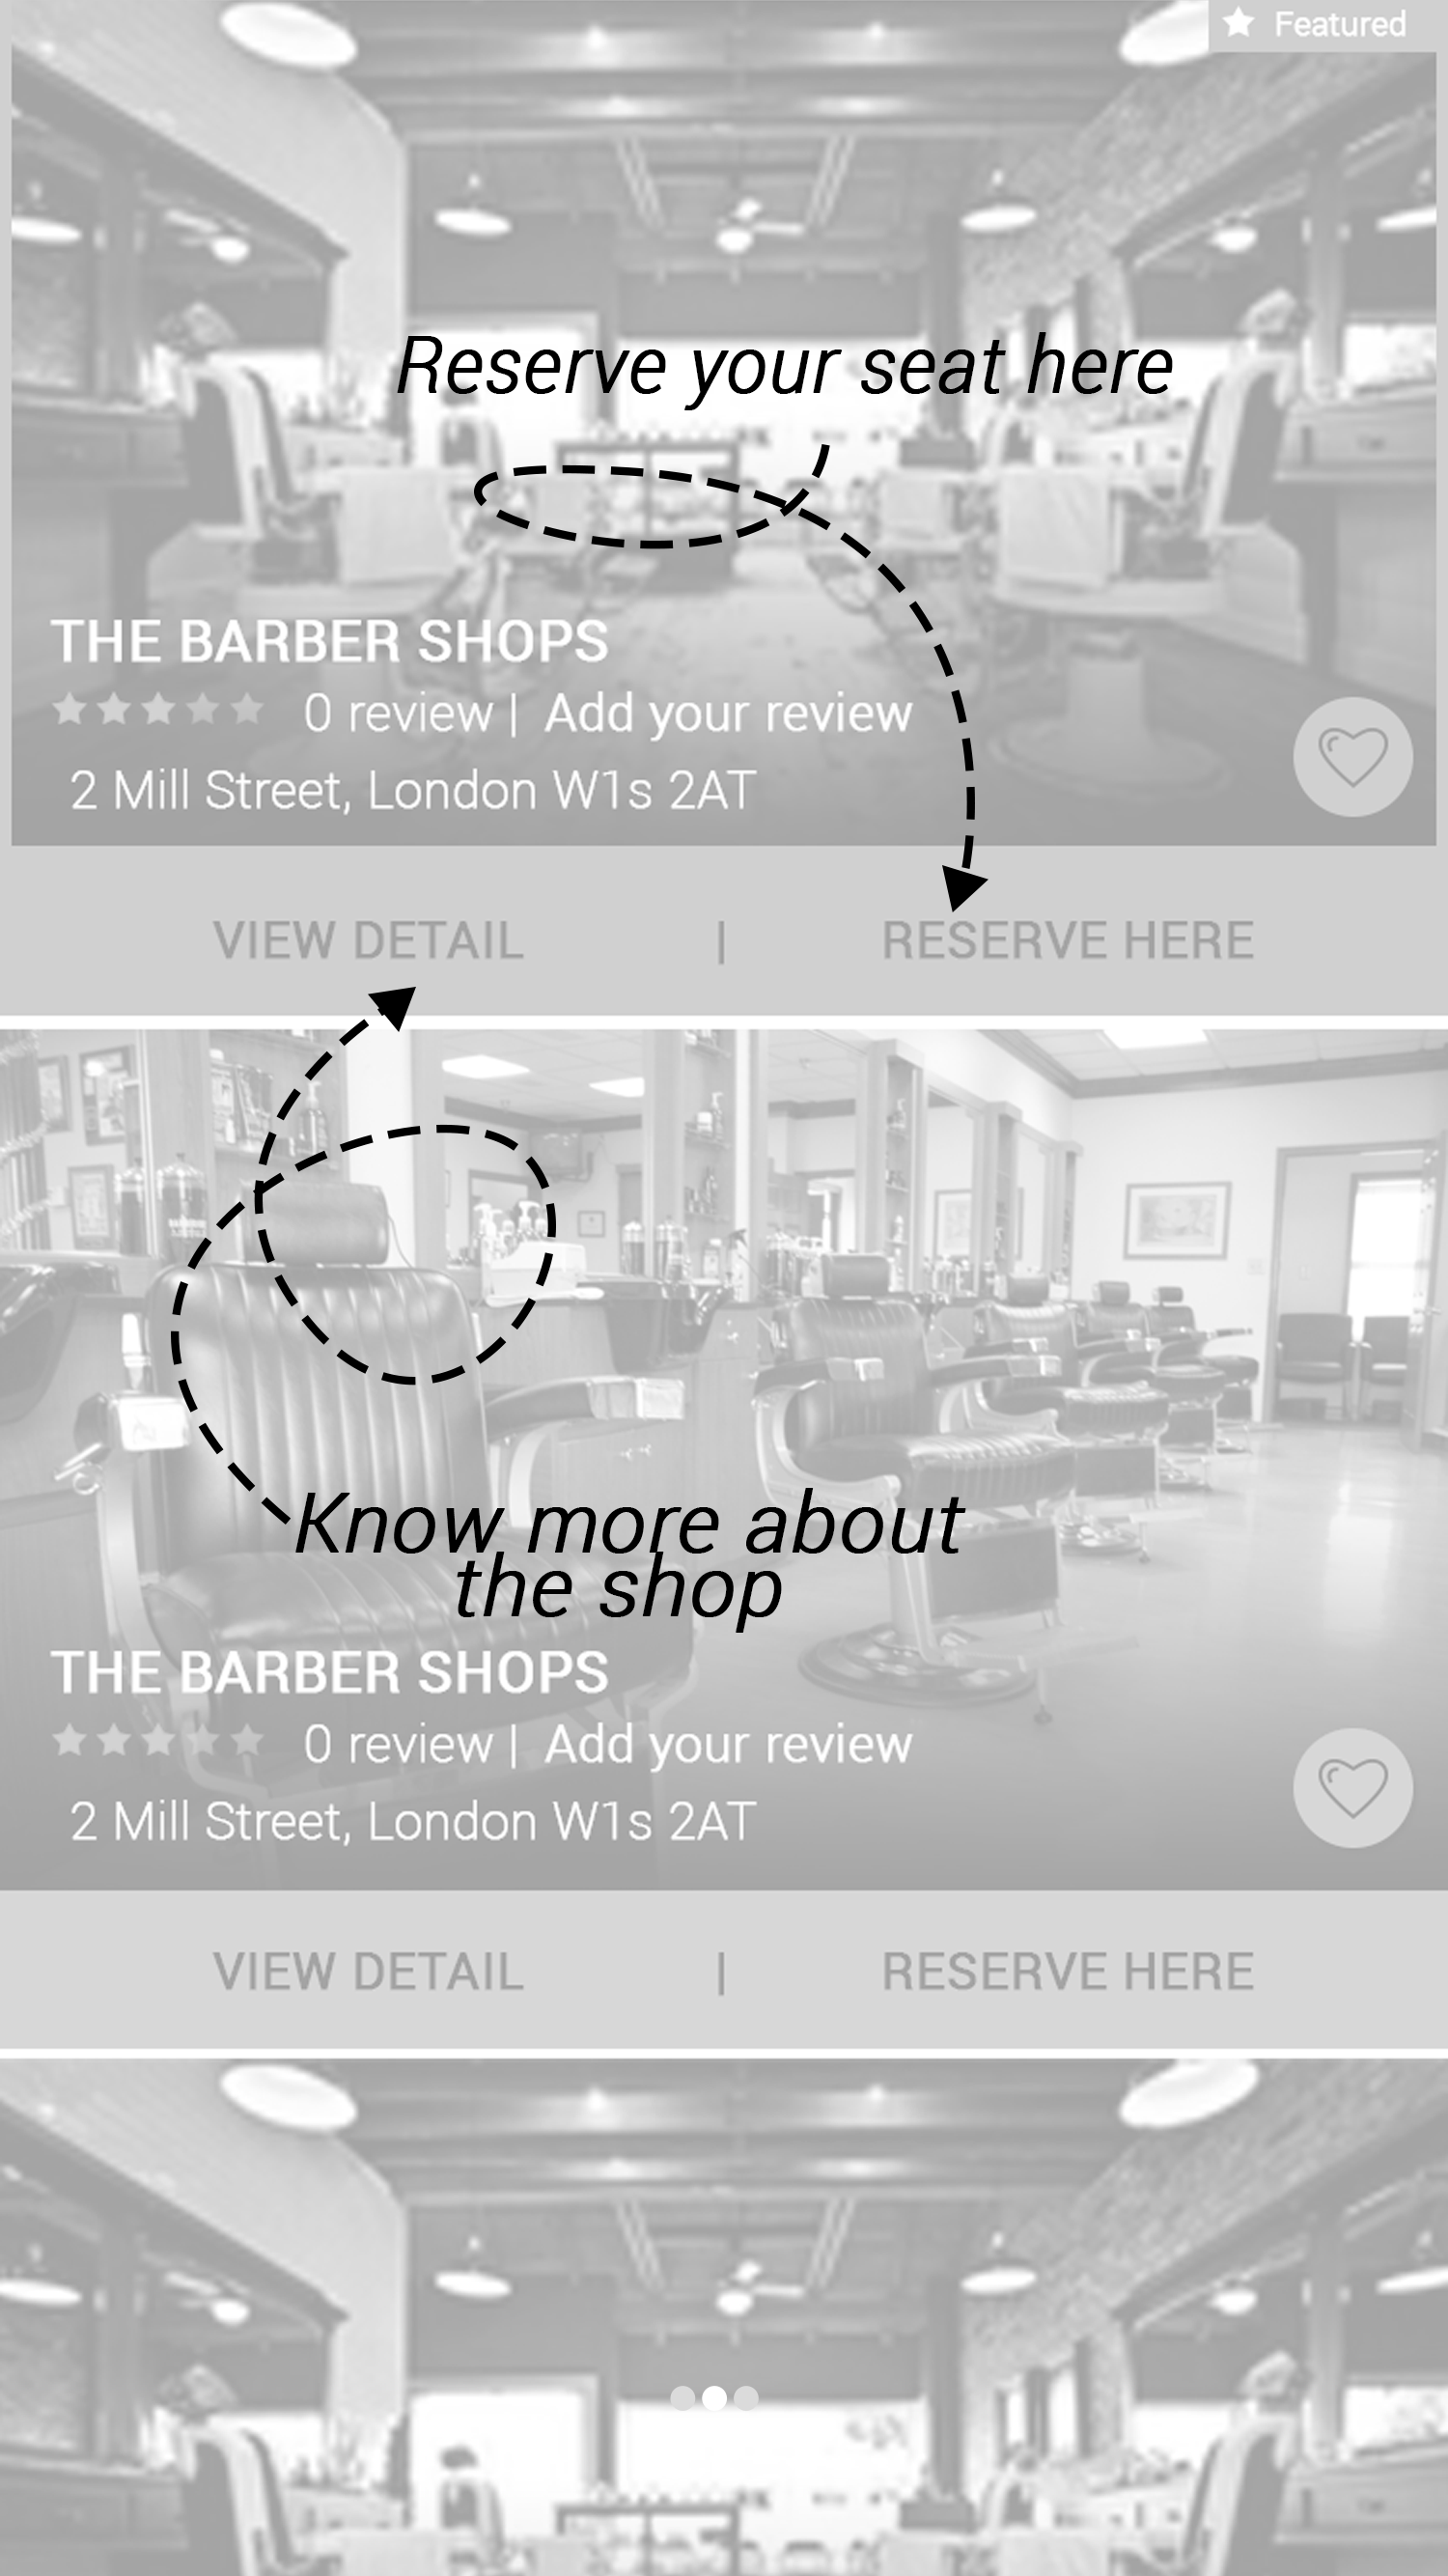 Featured
Reserve your seat here
THE BARBER SHOPS
0 review | Add your review
2 Mill Street, London W1s 2AT
VIEW DETAIL | RESERVE HERE
Know more about
the shop
THE BARBER SHOPS
0 review | Add your review
2 Mill Street, London W1s 2AT
VIEW DETAIL | RESERVE HERE